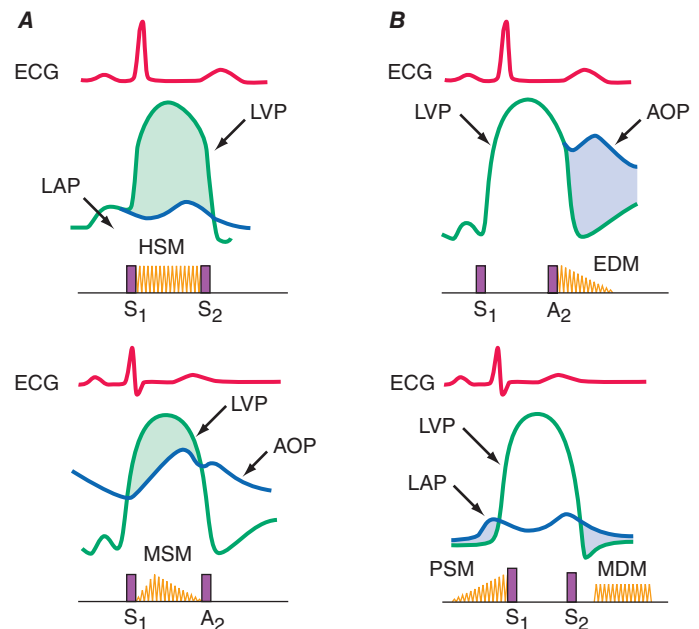 A
ECG
LVP
LAP
HSM
S1 S2
ECG
LVP
AOP
MSM
S1 A2
B
ECG
LVP AOP
EDM
S1 A2
ECG
LVP
LAP
PSM MDM
S1 S2